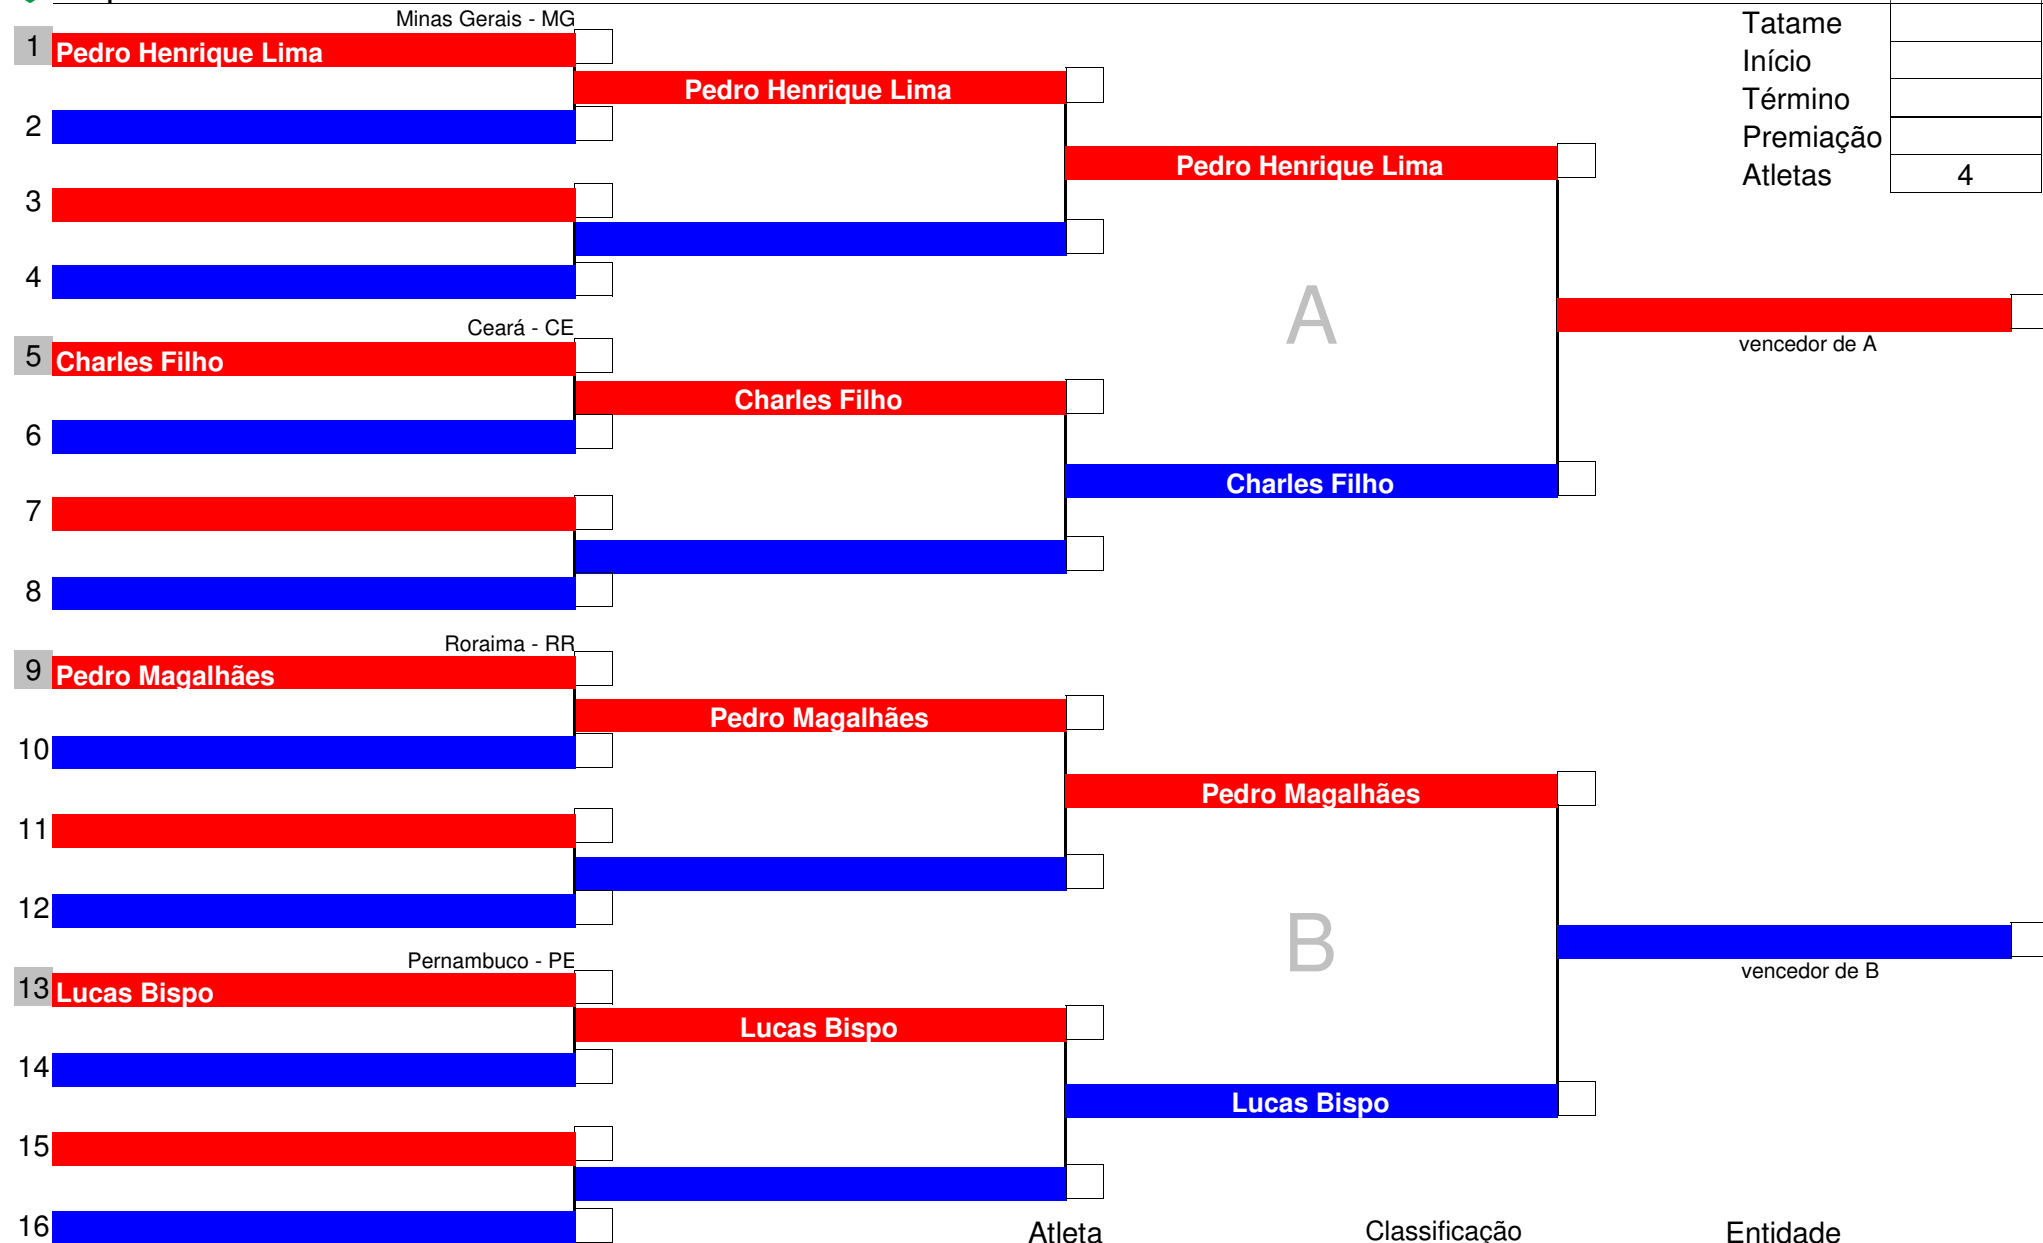 Minas Gerais - MG
1 Pedro Henrique Lima
Pedro Henrique Lima
2
Pedro Henrique Lima
3
4
Ceará - CE
5 Charles Filho
Charles Filho
6
Charles Filho
7
8
A
vencedor de A
Roraima - RR
9 Pedro Magalhães
Pedro Magalhães
10
Pedro Magalhães
11
12
B
Pernambuco - PE
13 Lucas Bispo
Lucas Bispo
vencedor de B
14
Lucas Bispo
15
16
Tatame
Início
Término
Premiação
Atletas 4
Atleta Classificação Entidade